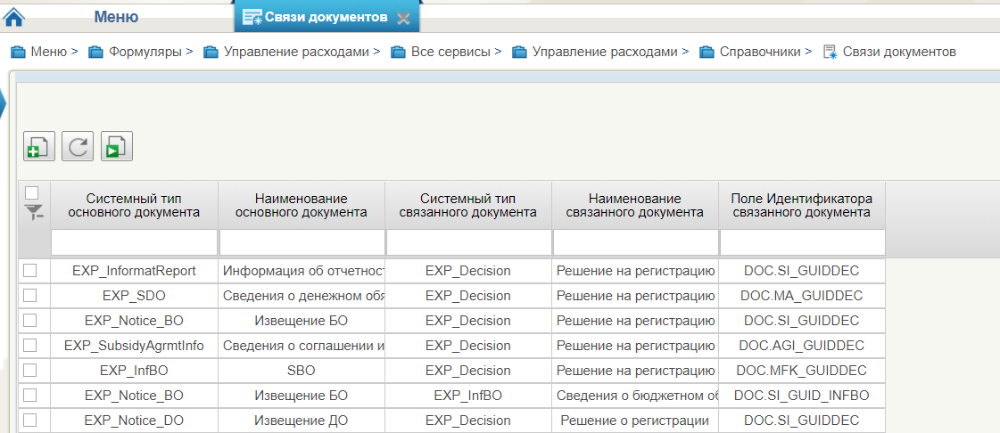 Меню Связи документов
Меню > Формуляры > Управление расходами > Все сервисы > Управление расходами > Справочники > Связи документов
Системный тип основного документа Наименование основного документа Системный тип связанного документа Наименование связанного документа Поле Идентификатора связанного документа
EXP_InformatReport Информация об отчетност EXP_Decision Решение на регистрацию DOC.SI_GUIDDEC
EXP_SDO Сведения о денежном обя EXP_Decision Решение на регистрацию DOC.MA_GUIDDEC
EXP_Notice_BO Извещение БО EXP_Decision Решение на регистрацию DOC.SI_GUIDDEC
EXP_SubsidyAgrmtInfo Сведения о соглашении и EXP_Decision Решение на регистрацию DOC.AGI_GUIDDEC
EXP_InfBO SBO EXP_Decision Решение на регистрацию DOC.MFK_GUIDDEC
EXP_Notice_BO Извещение БО EXP_InfBO Сведения о бюджетном об DOC.SI_GUID_INFBO
EXP_Notice_DO Извещение ДО EXP_Decision Решение о регистрации DOC.SI_GUIDDEC